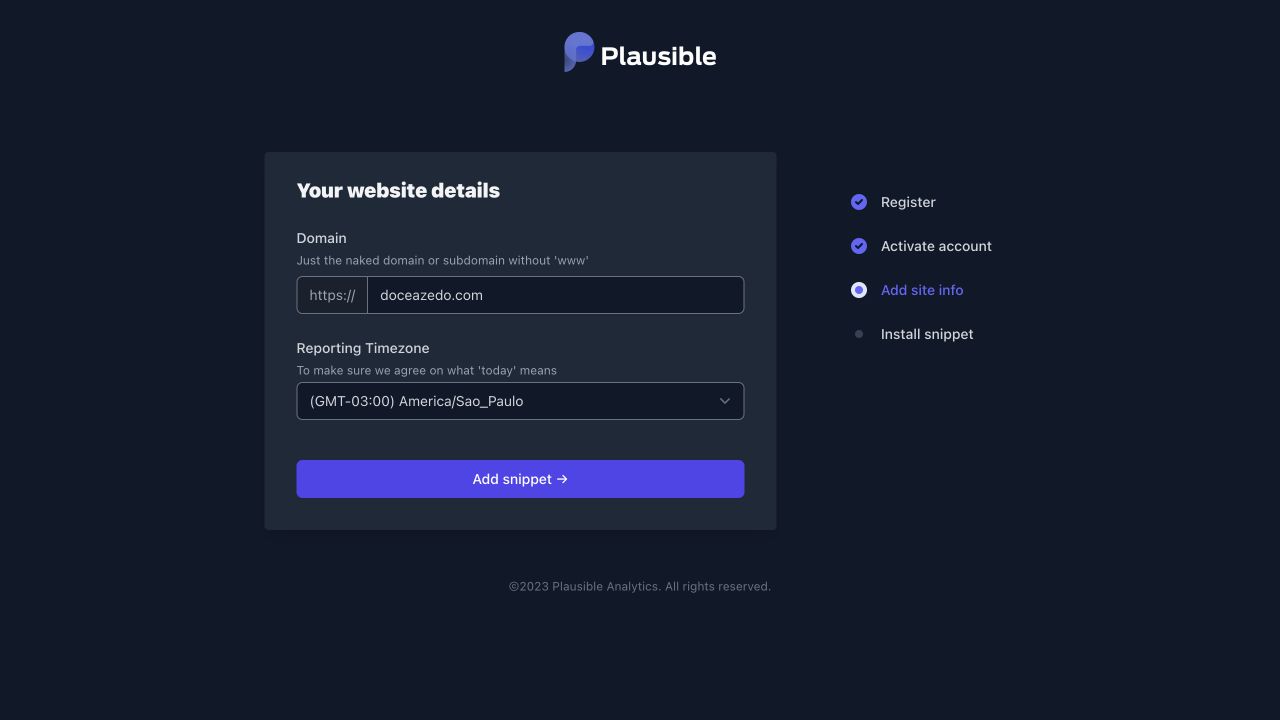 Plausible
Your website details
Domain
Just the naked domain or subdomain without 'www'
https:// doceazedo.com
Reporting Timezone
To make sure we agree on what 'today' means
(GMT-03:00) America/Sao_Paulo
Add snippet →
Register
Activate account
Add site info
Install snippet
©2023 Plausible Analytics. All rights reserved.